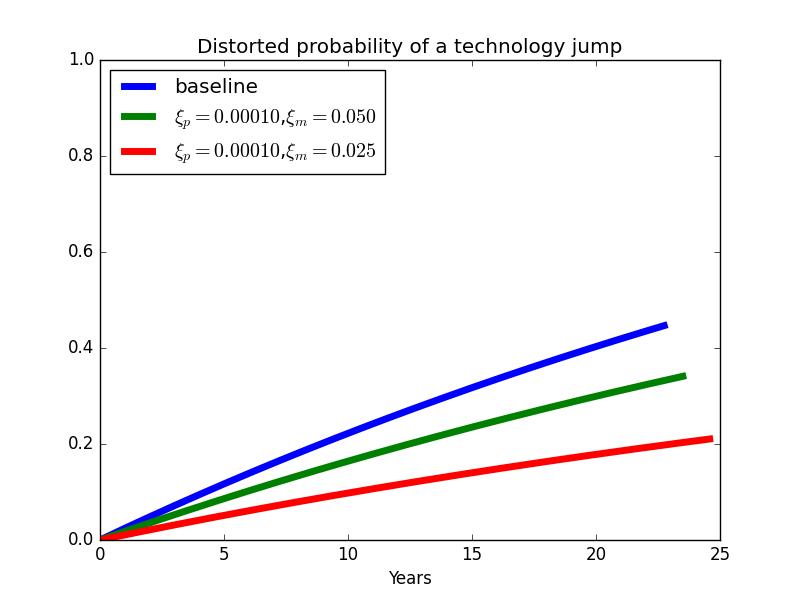 Distorted probability of a technology jump
1.0
baseline
ξₚ = 0.00010,ξₘ = 0.050
ξₚ = 0.00010,ξₘ = 0.025
0.8
0.6
0.4
0.2
0.0
0 5 10 15 20 25
Years